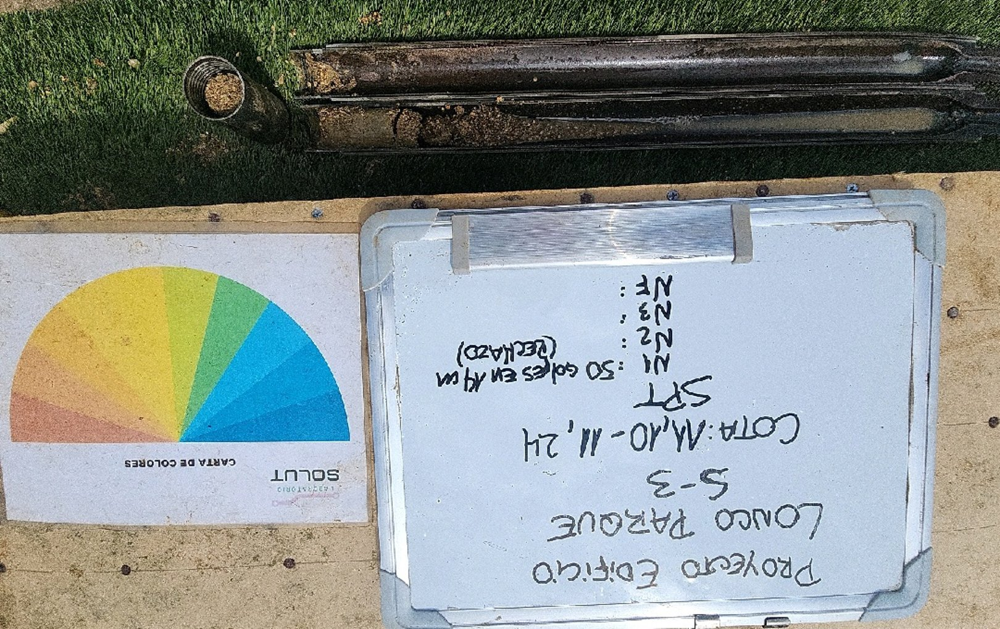 PROYECTO EDIFICIO
LONCO PARQUE
S-3
COTA: 11,10 - 11,24
SPT
N1 : 50 GOLPES EN 14 cm
(RECHAZO)
N2 :
N3 :
NF :
LABORATORIO
SOLUT
CARTA DE COLORES